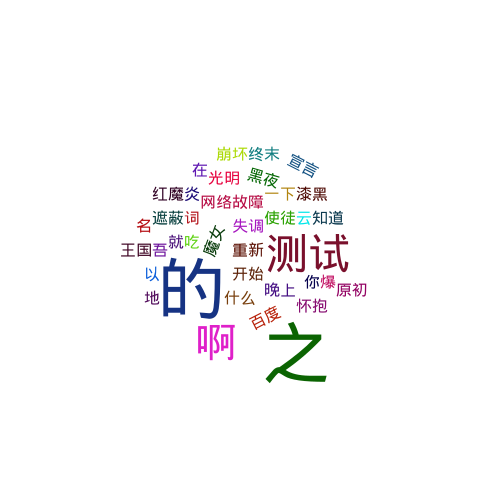 崩坏 终末
宣言
在 光明 黑夜
红魔 炎 网络 故障 一下 漆黑
遮蔽 词 失调 使徒 云 知道
名
魔女
王国 吾 就 吃 重新 测试
以 的 开始 你 爆
地 什么 晚上 怀抱 原初
百度
啊 之